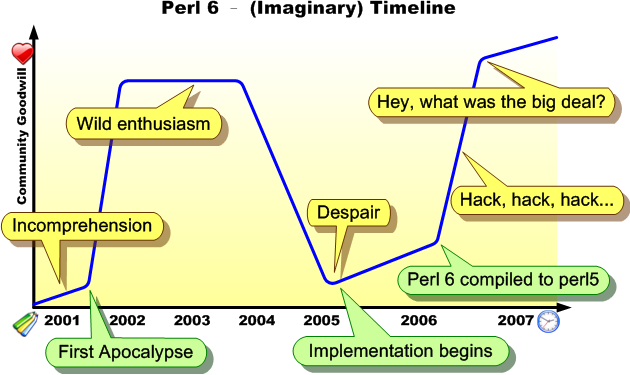 Perl 6 – (Imaginary) Timeline
Community Goodwill
Hey, what was the big deal?
Wild enthusiasm
Hack, hack, hack...
Despair
Incomprehension
Perl 6 compiled to perl5
2001 2002 2003 2004 2005 2006 2007
First Apocalypse
Implementation begins